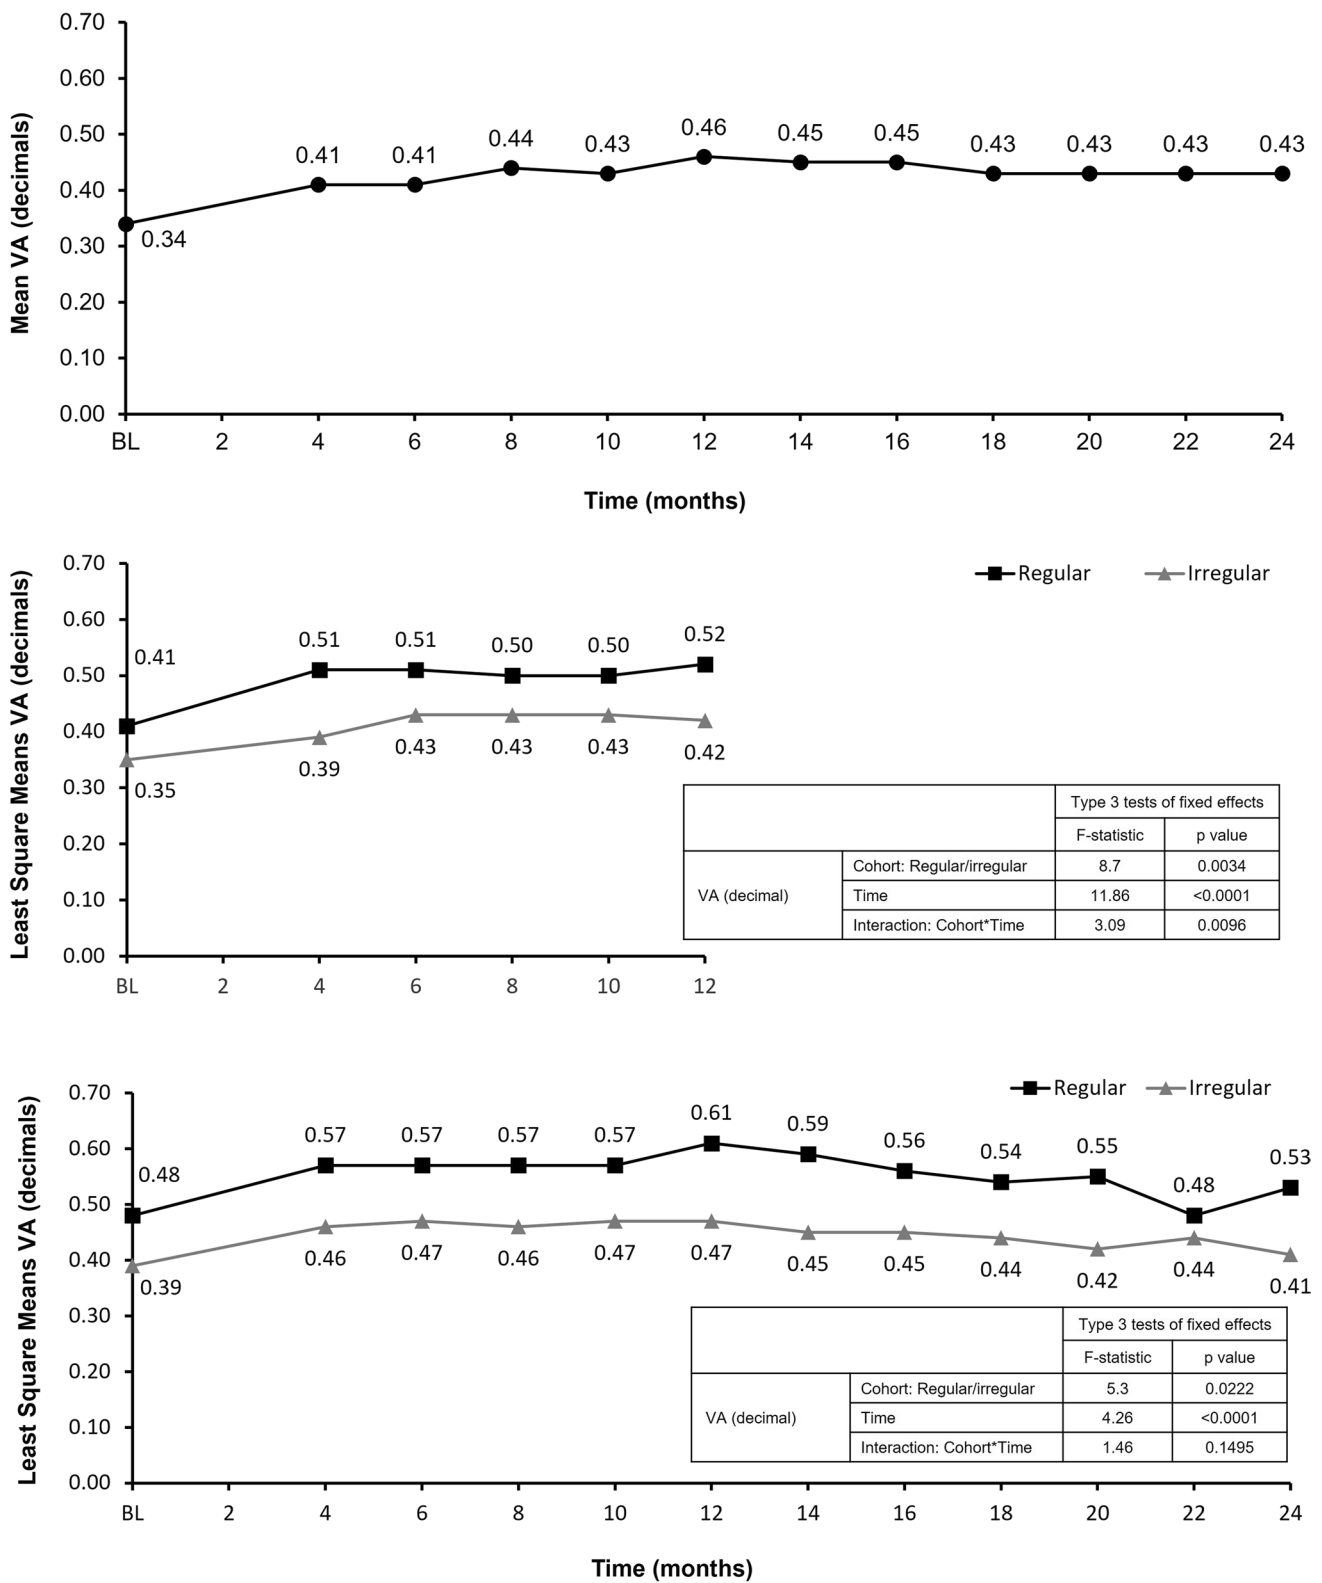 0.70
0.60
0.50
0.40
0.30
0.20
0.10
0.00
Mean VA (decimals)
0.34
0.41
0.41
0.44
0.43
0.46
0.45
0.45
0.43
0.43
0.43
0.43
BL 2 4 6 8 10 12 14 16 18 20 22 24
Time (months)
0.70
0.60
0.50
0.40
0.30
0.20
0.10
0.00
Least Square Means VA (decimals)
Regular Irregular
0.41 0.51 0.51 0.50 0.50 0.52
0.35 0.39 0.43 0.43 0.43 0.42
Type 3 tests of fixed effects
F-statistic p value
VA (decimal)
Cohort: Regular/irregular 8.7 0.0034
Time 11.86 <0.0001
Interaction: Cohort*Time 3.09 0.0096
BL 2 4 6 8 10 12
0.70
0.60
0.50
0.40
0.30
0.20
0.10
0.00
Least Square Means VA (decimals)
Regular Irregular
0.48 0.57 0.57 0.57 0.57 0.61 0.59 0.56 0.54 0.55 0.48 0.53
0.39 0.46 0.47 0.46 0.47 0.47 0.45 0.45 0.44 0.42 0.44 0.41
Type 3 tests of fixed effects
F-statistic p value
VA (decimal)
Cohort: Regular/irregular 5.3 0.0222
Time 4.26 <0.0001
Interaction: Cohort*Time 1.46 0.1495
BL 2 4 6 8 10 12 14 16 18 20 22 24
Time (months)